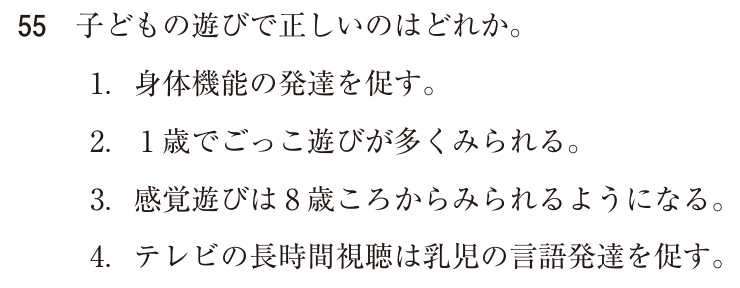 55 子どもの遊びで正しいのはどれか。
1. 身体機能の発達を促す。
2. 1歳でごっこ遊びが多くみられる。
3. 感覚遊びは8歳ころからみられるようになる。
4. テレビの長時間視聴は乳児の言語発達を促す。